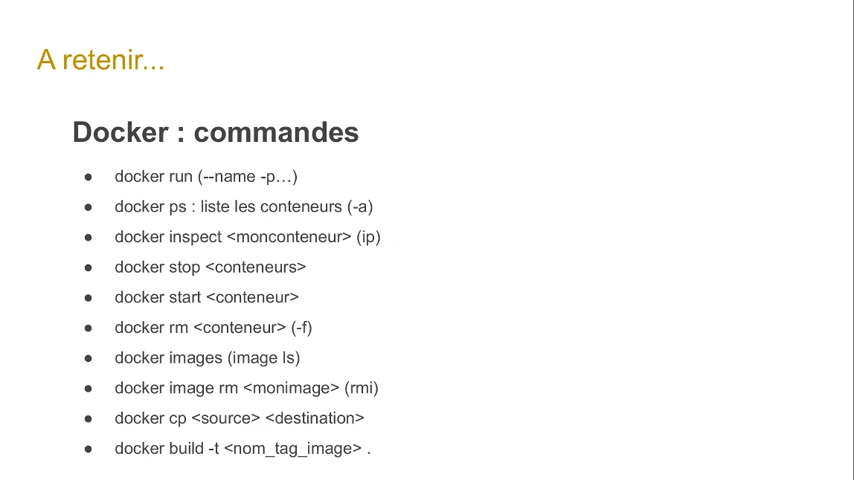 A retenir...
Docker : commandes
● docker run (--name -p…)
● docker ps : liste les conteneurs (-a)
● docker inspect <monconteneur> (ip)
● docker stop <conteneurs>
● docker start <conteneur>
● docker rm <conteneur> (-f)
● docker images (image ls)
● docker image rm <monimage> (rmi)
● docker cp <source> <destination>
● docker build -t <nom_tag_image> .